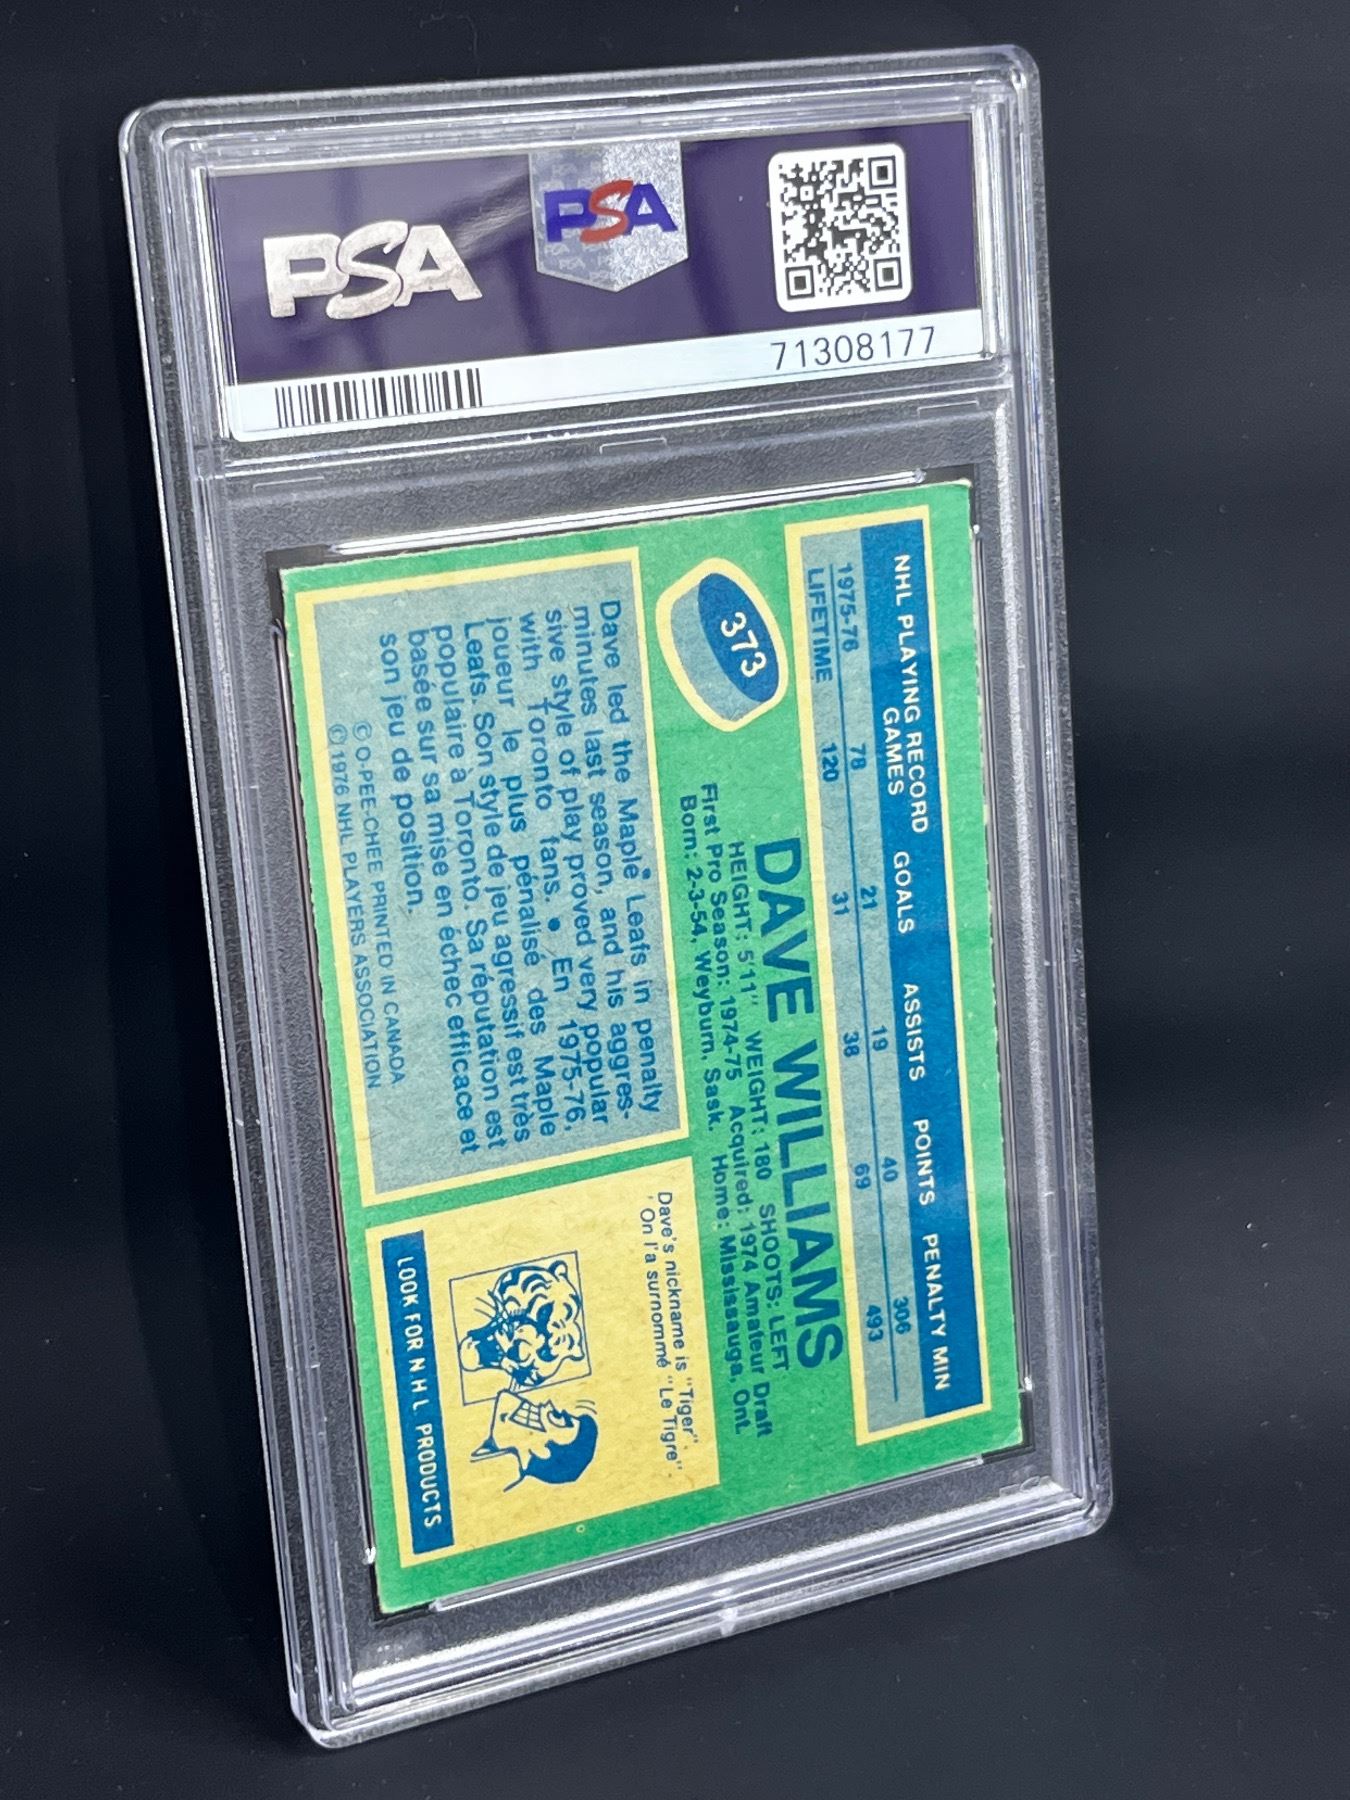 PSA
PSA
71308177
NHL PLAYING RECORD
GAMES GOALS ASSISTS POINTS PENALTY MIN
1975-76 78 21 19 40 306
LIFETIME 120 31 38 69 493
373
DAVE WILLIAMS
HEIGHT: 5'11" WEIGHT: 180 SHOOTS: LEFT
First Pro Season: 1974-75 Acquired: 1974 Amateur Draft
Born: 2-3-54, Weyburn, Sask. Home: Mississauga, Ont.
Dave led the Maple Leafs in penalty
minutes last season, and his aggres-
sive style of play proved very popular
with Toronto fans. • En 1975-76,
joueur le plus pénalisé des Maple
Leafs. Son style de jeu agressif est très
populaire à Toronto. Sa réputation est
basée sur sa mise en échec efficace et
son jeu de position.
© O-PEE-CHEE PRINTED IN CANADA
© 1976 NHL PLAYERS ASSOCIATION
Dave's nickname is "Tiger".
On l'a surnommé "Le Tigre".
LOOK FOR N H L PRODUCTS